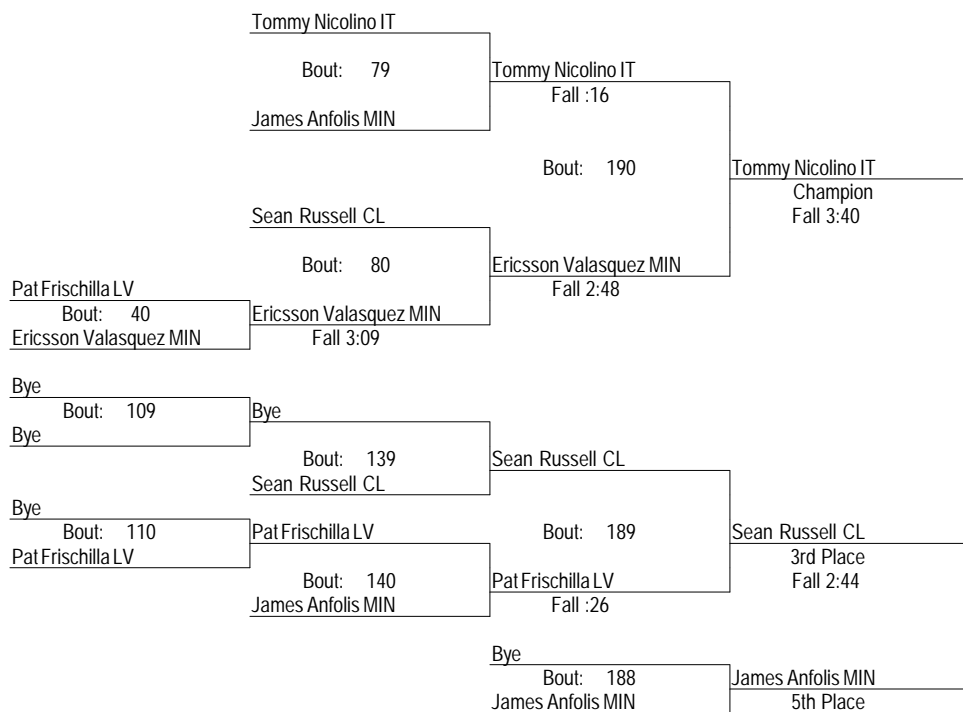 Tommy Nicolino IT
Bout: 79
Tommy Nicolino IT
Fall :16
James Anfolis MIN
Bout: 190
Tommy Nicolino IT
Champion
Fall 3:40
Sean Russell CL
Bout: 80
Ericsson Valasquez MIN
Fall 2:48
Pat Frischilla LV
Bout: 40
Ericsson Valasquez MIN
Ericsson Valasquez MIN
Fall 3:09
Bye
Bout: 109
Bye
Bye
Bout: 139
Sean Russell CL
Sean Russell CL
Bye
Bout: 110
Pat Frischilla LV
Pat Frischilla LV
Bout: 189
Sean Russell CL
3rd Place
Fall 2:44
Bout: 140
Pat Frischilla LV
Fall :26
James Anfolis MIN
Bye
Bout: 188
James Anfolis MIN
James Anfolis MIN
5th Place